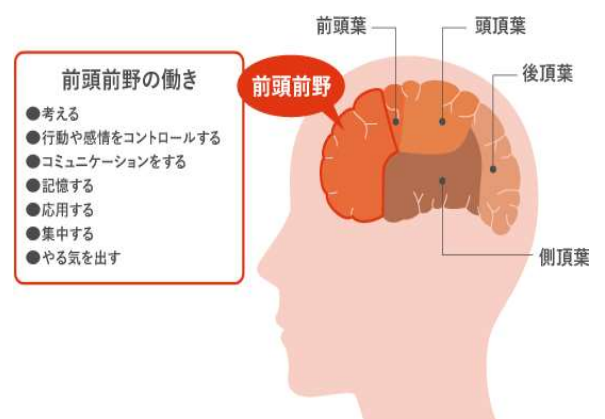 前頭前野の働き
●考える
●行動や感情をコントロールする
●コミュニケーションをする
●記憶する
●応用する
●集中する
●やる気を出す
前頭前野
前頭葉
頭頂葉
後頂葉
側頂葉